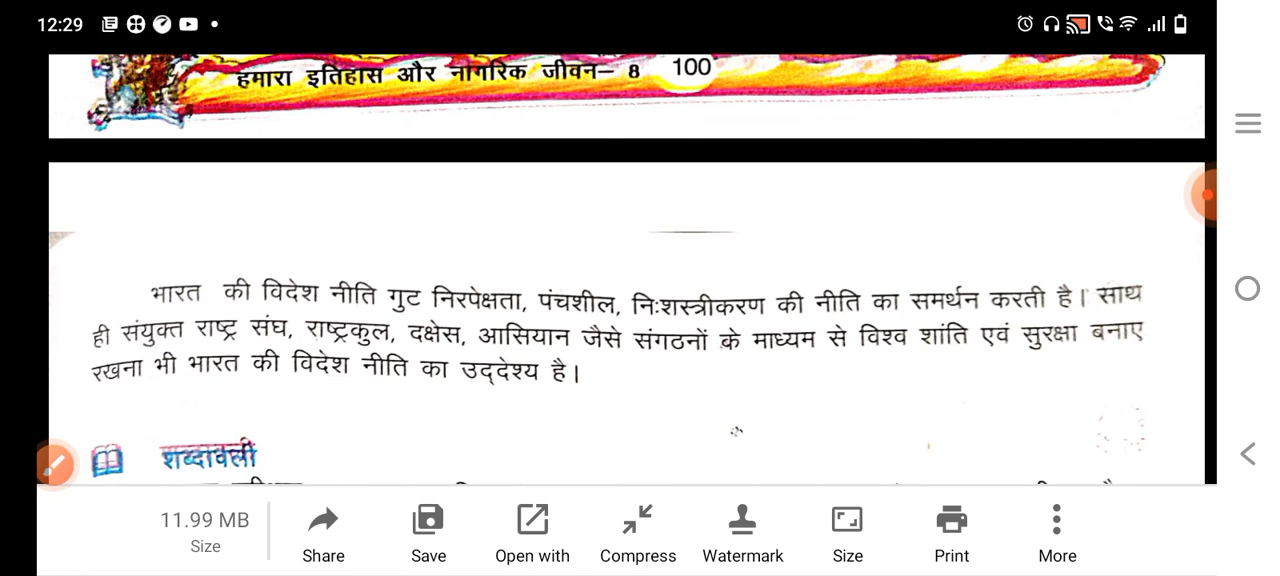 12:29
हमारा इतिहास और नागरिक जीवन– 8 100
भारत की विदेश नीति गुट निरपेक्षता, पंचशील, निःशस्त्रीकरण की नीति का समर्थन करती है। साथ
ही संयुक्त राष्ट्र संघ, राष्ट्रकुल, दक्षेस, आसियान जैसे संगठनों के माध्यम से विश्व शांति एवं सुरक्षा बनाए
रखना भी भारत की विदेश नीति का उद्देश्य है।
शब्दावली
11.99 MB
Size
Share
Save
Open with
Compress
Watermark
Size
Print
More